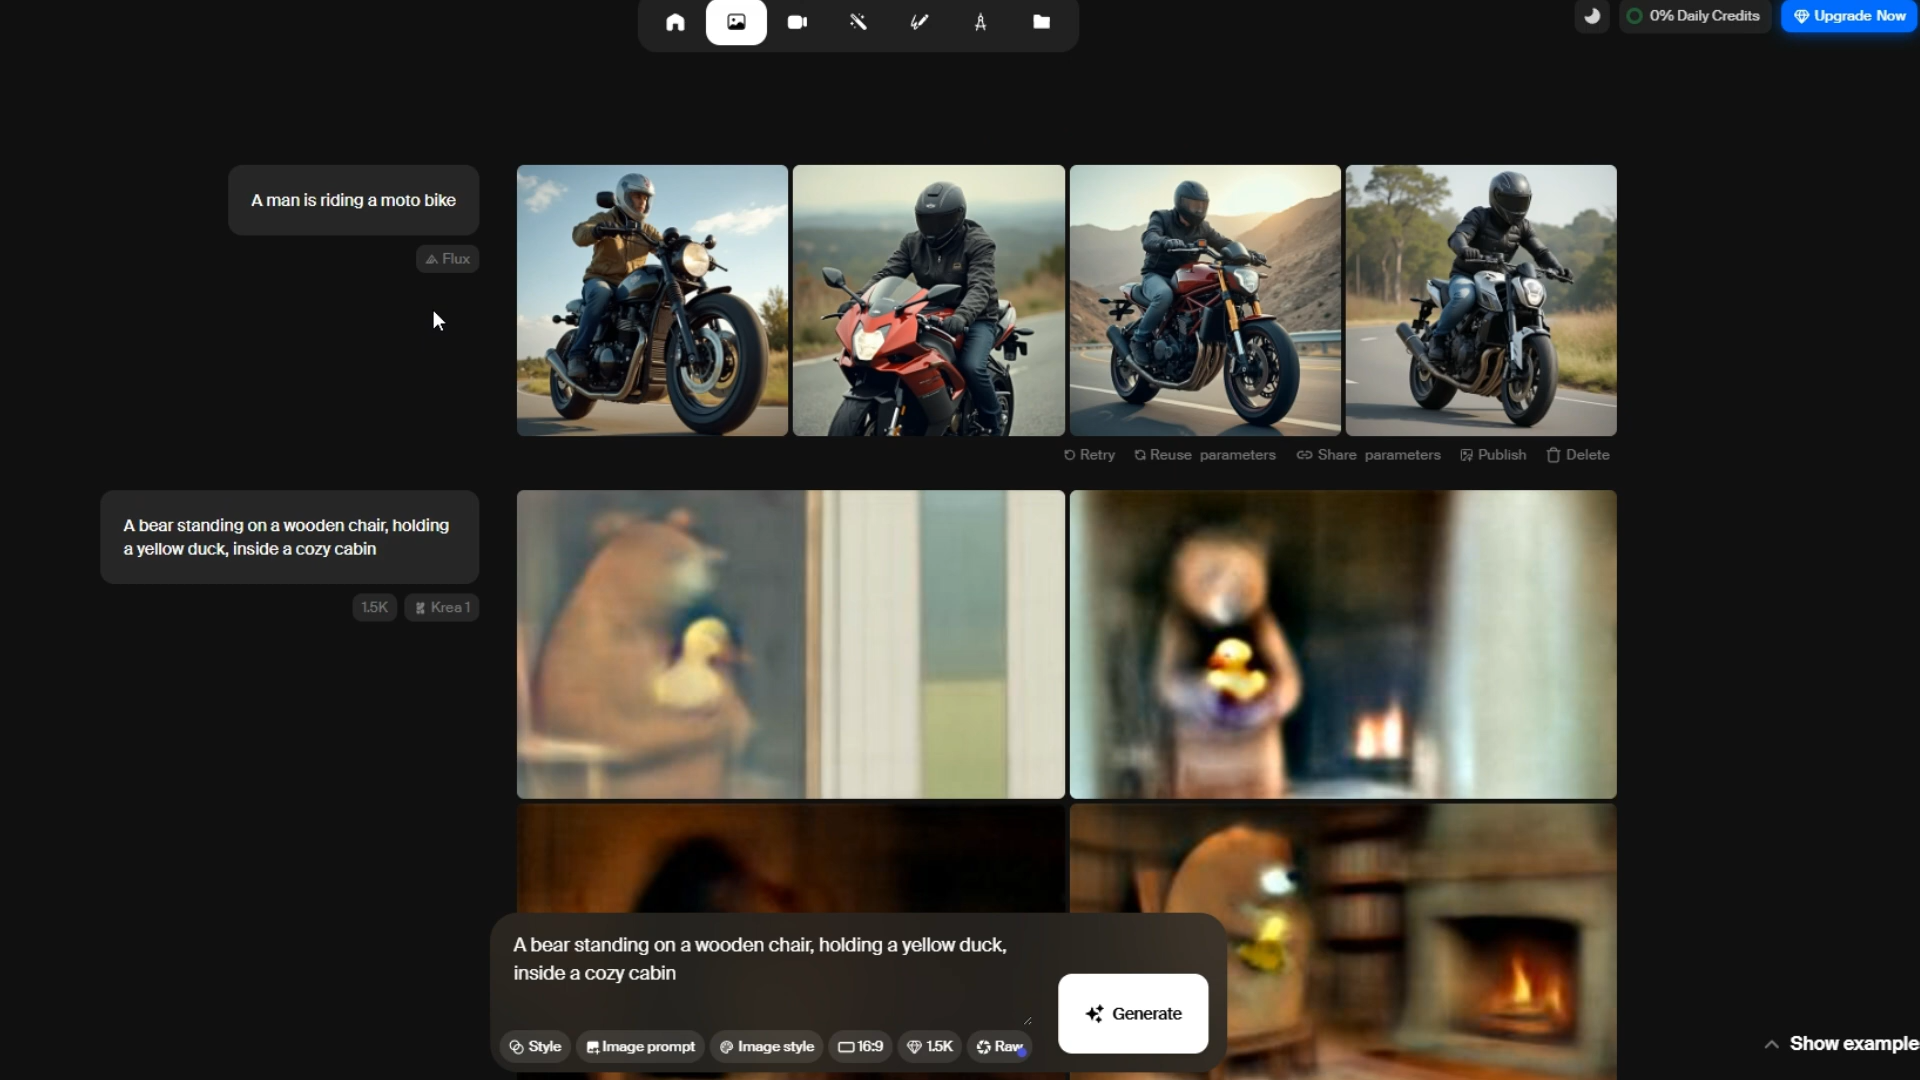 0% Daily Credits
Upgrade Now
A man is riding a moto bike
Flux
Retry
Reuse parameters
Share parameters
Publish
Delete
A bear standing on a wooden chair, holding
a yellow duck, inside a cozy cabin
1.5K
Krea 1
A bear standing on a wooden chair, holding a yellow duck,
inside a cozy cabin
Generate
Style
Image prompt
Image style
16:9
1.5K
Raw
Show example